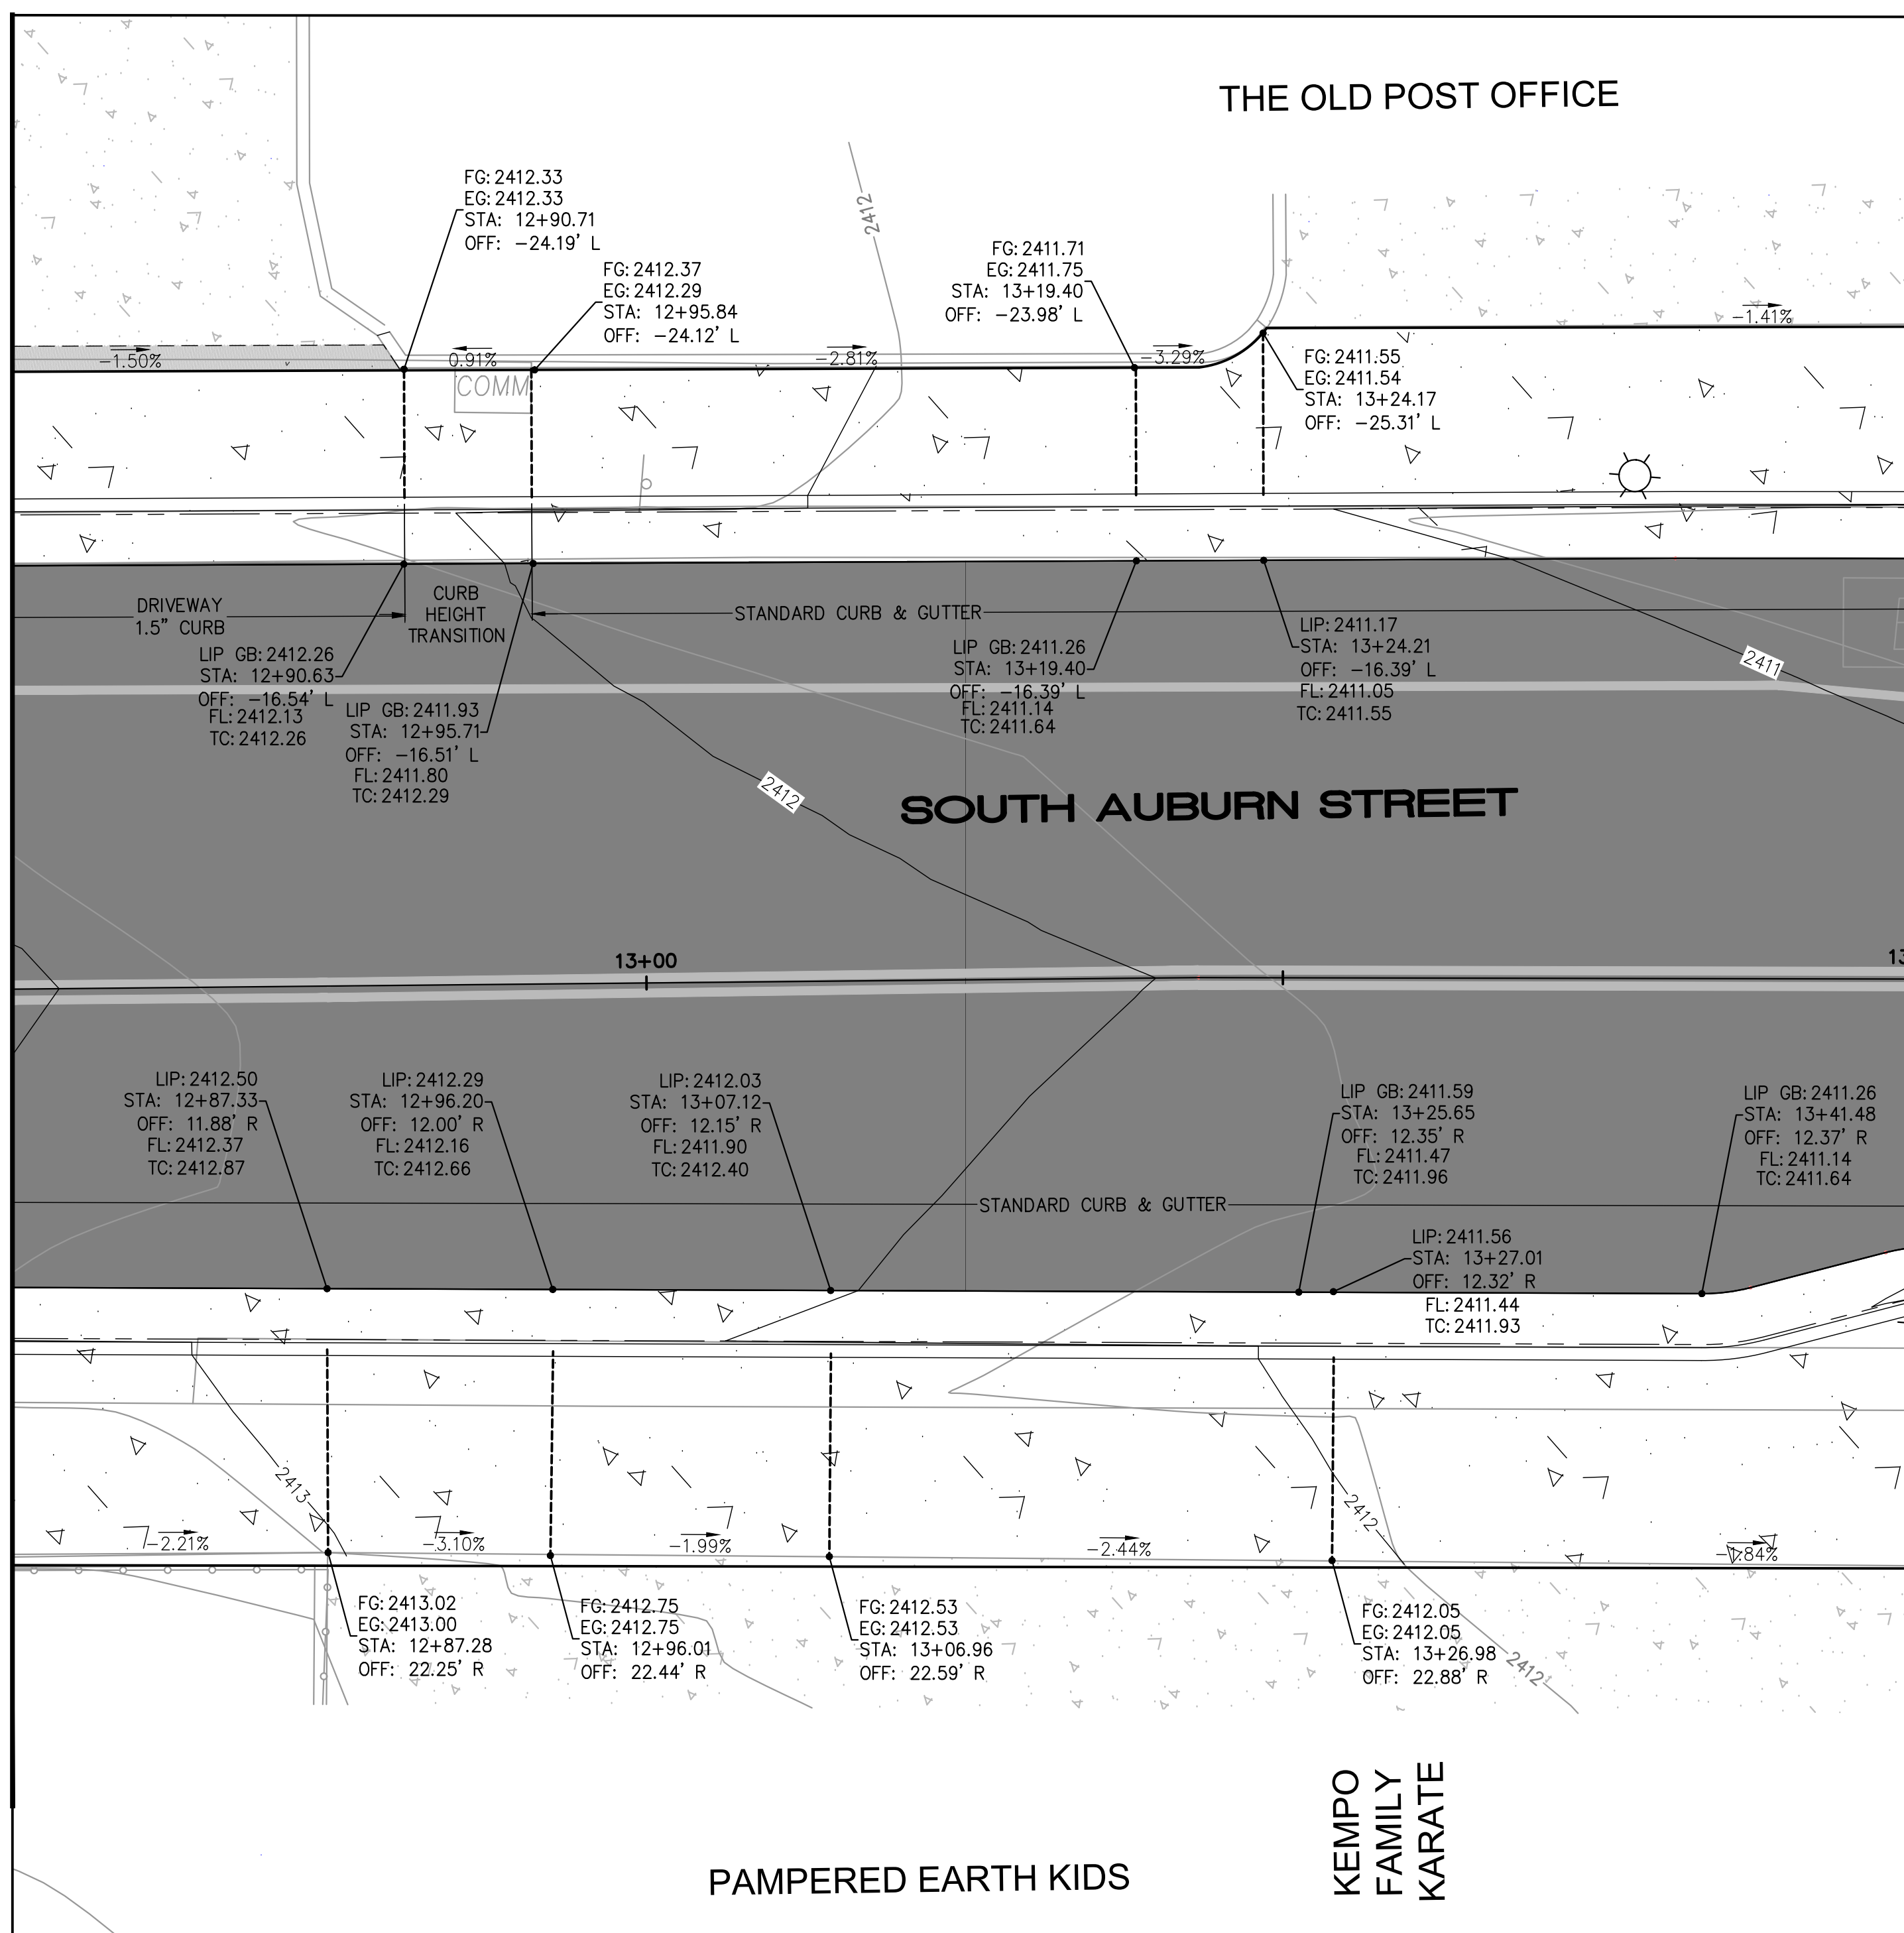 THE OLD POST OFFICE
FG: 2412.33
EG: 2412.33
STA: 12+90.71
OFF: −24.19' L
2412
FG: 2412.37
EG: 2412.29
STA: 12+95.84
OFF: −24.12' L
FG: 2411.71
EG: 2411.75
STA: 13+19.40
OFF: −23.98' L
−1.50%
0.91%
−2.81%
−3.29%
−1.41%
FG: 2411.55
EG: 2411.54
STA: 13+24.17
OFF: −25.31' L
COMM
DRIVEWAY
1.5" CURB
CURB
HEIGHT
TRANSITION
STANDARD CURB & GUTTER
LIP GB: 2412.26
STA: 12+90.63
OFF: −16.54' L
FL: 2412.13
TC: 2412.26
LIP GB: 2411.93
STA: 12+95.71
OFF: −16.51' L
FL: 2411.80
TC: 2412.29
LIP GB: 2411.26
STA: 13+19.40
OFF: −16.39' L
FL: 2411.14
TC: 2411.64
LIP: 2411.17
STA: 13+24.21
OFF: −16.39' L
FL: 2411.05
TC: 2411.55
2411
2412
SOUTH AUBURN STREET
13+00
13
LIP: 2412.50
STA: 12+87.33
OFF: 11.88' R
FL: 2412.37
TC: 2412.87
LIP: 2412.29
STA: 12+96.20
OFF: 12.00' R
FL: 2412.16
TC: 2412.66
LIP: 2412.03
STA: 13+07.12
OFF: 12.15' R
FL: 2411.90
TC: 2412.40
LIP GB: 2411.59
STA: 13+25.65
OFF: 12.35' R
FL: 2411.47
TC: 2411.96
LIP GB: 2411.26
STA: 13+41.48
OFF: 12.37' R
FL: 2411.14
TC: 2411.64
STANDARD CURB & GUTTER
LIP: 2411.56
STA: 13+27.01
OFF: 12.32' R
FL: 2411.44
TC: 2411.93
2413
2412
−2.21%
−3.10%
−1.99%
−2.44%
FG: 2413.02
EG: 2413.00
STA: 12+87.28
OFF: 22.25' R
FG: 2412.75
EG: 2412.75
STA: 12+96.01
OFF: 22.44' R
FG: 2412.53
EG: 2412.53
STA: 13+06.96
OFF: 22.59' R
FG: 2412.05
EG: 2412.05
STA: 13+26.98
OFF: 22.88' R
2412
KEMPO
FAMILY
KARATE
PAMPERED EARTH KIDS